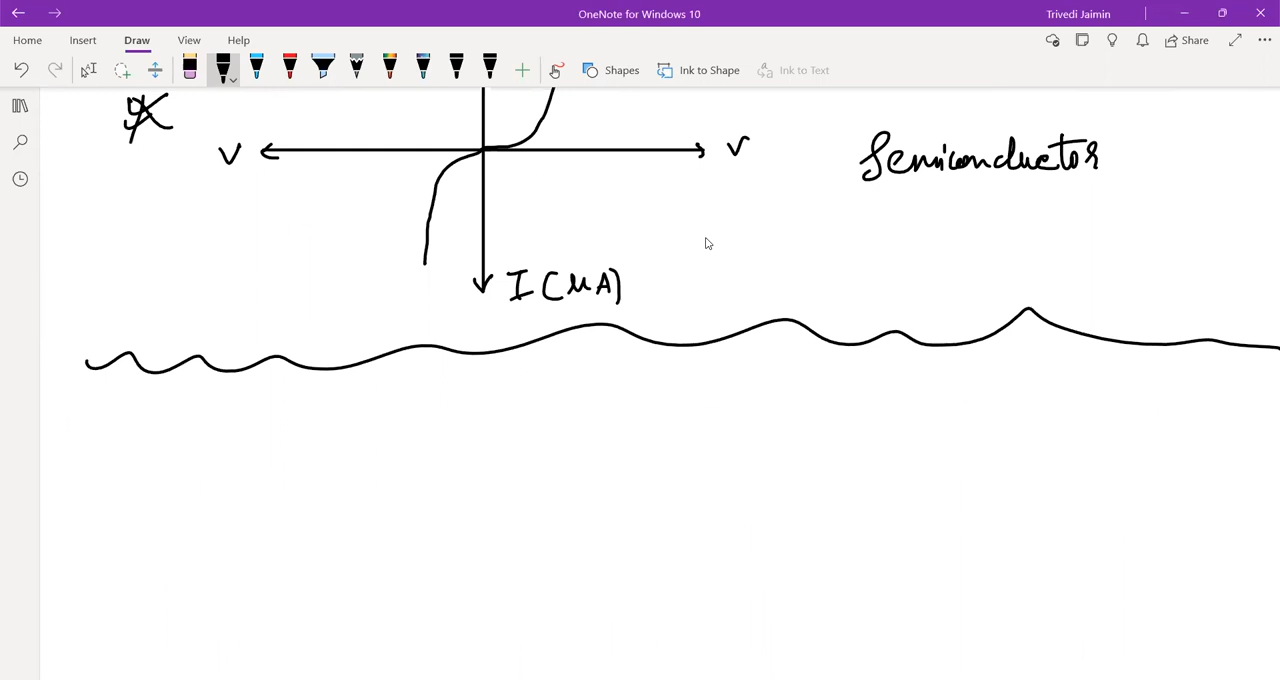 OneNote for Windows 10
Trivedi Jaimin
Home Insert Draw View Help
Share
Shapes Ink to Shape Ink to Text
V V
Semiconductor
I (μA)